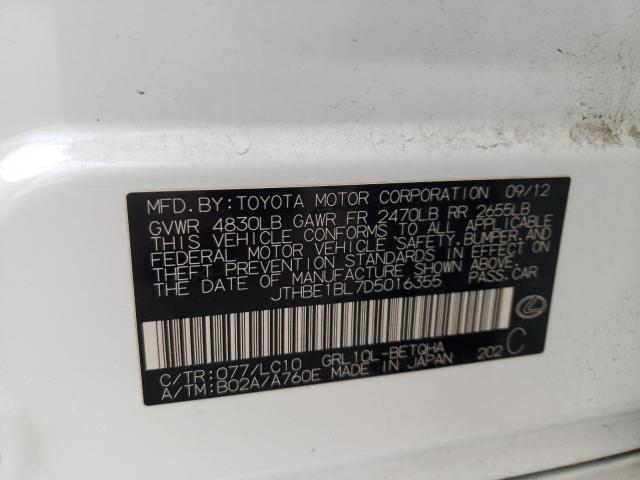 MFD.BY:TOYOTA MOTOR CORPORATION 09/12
GVWR 4830LB GAWR FR 2470LB RR 2655LB
THIS VEHICLE CONFORMS TO ALL APPLICABLE
FEDERAL MOTOR VEHICLE SAFETY,BUMPER,AND
THEFT PREVENTION STANDARDS IN EFFECT ON
THE DATE OF MANUFACTURE SHOWN ABOVE.
JTHBE1BL7D5016355 PASS.CAR
C/TR:077/LC10 GRL10L-BETQHA
A/TM:B02A/A760E MADE IN JAPAN 202 C